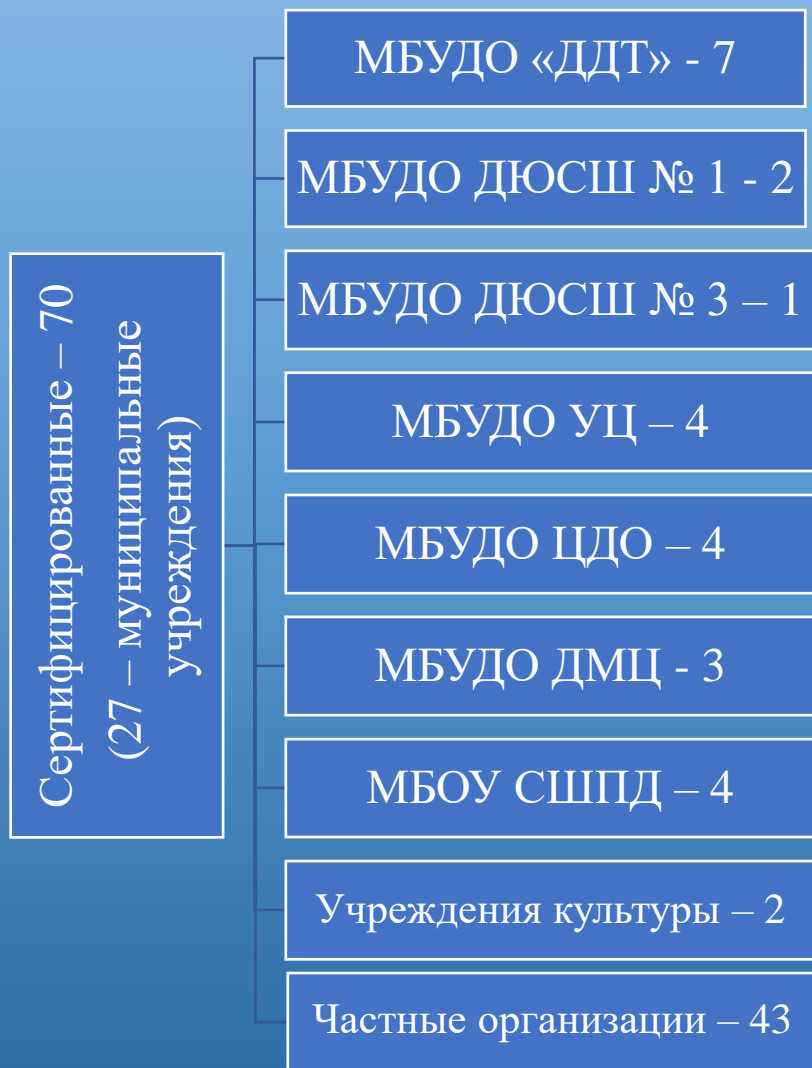 Сертифицированные – 70
(27 – муниципальные
учреждения)
МБУДО «ДДТ» - 7
МБУДО ДЮСШ № 1 - 2
МБУДО ДЮСШ № 3 – 1
МБУДО УЦ – 4
МБУДО ЦДО – 4
МБУДО ДМЦ - 3
МБОУ СШПД – 4
Учреждения культуры – 2
Частные организации – 43